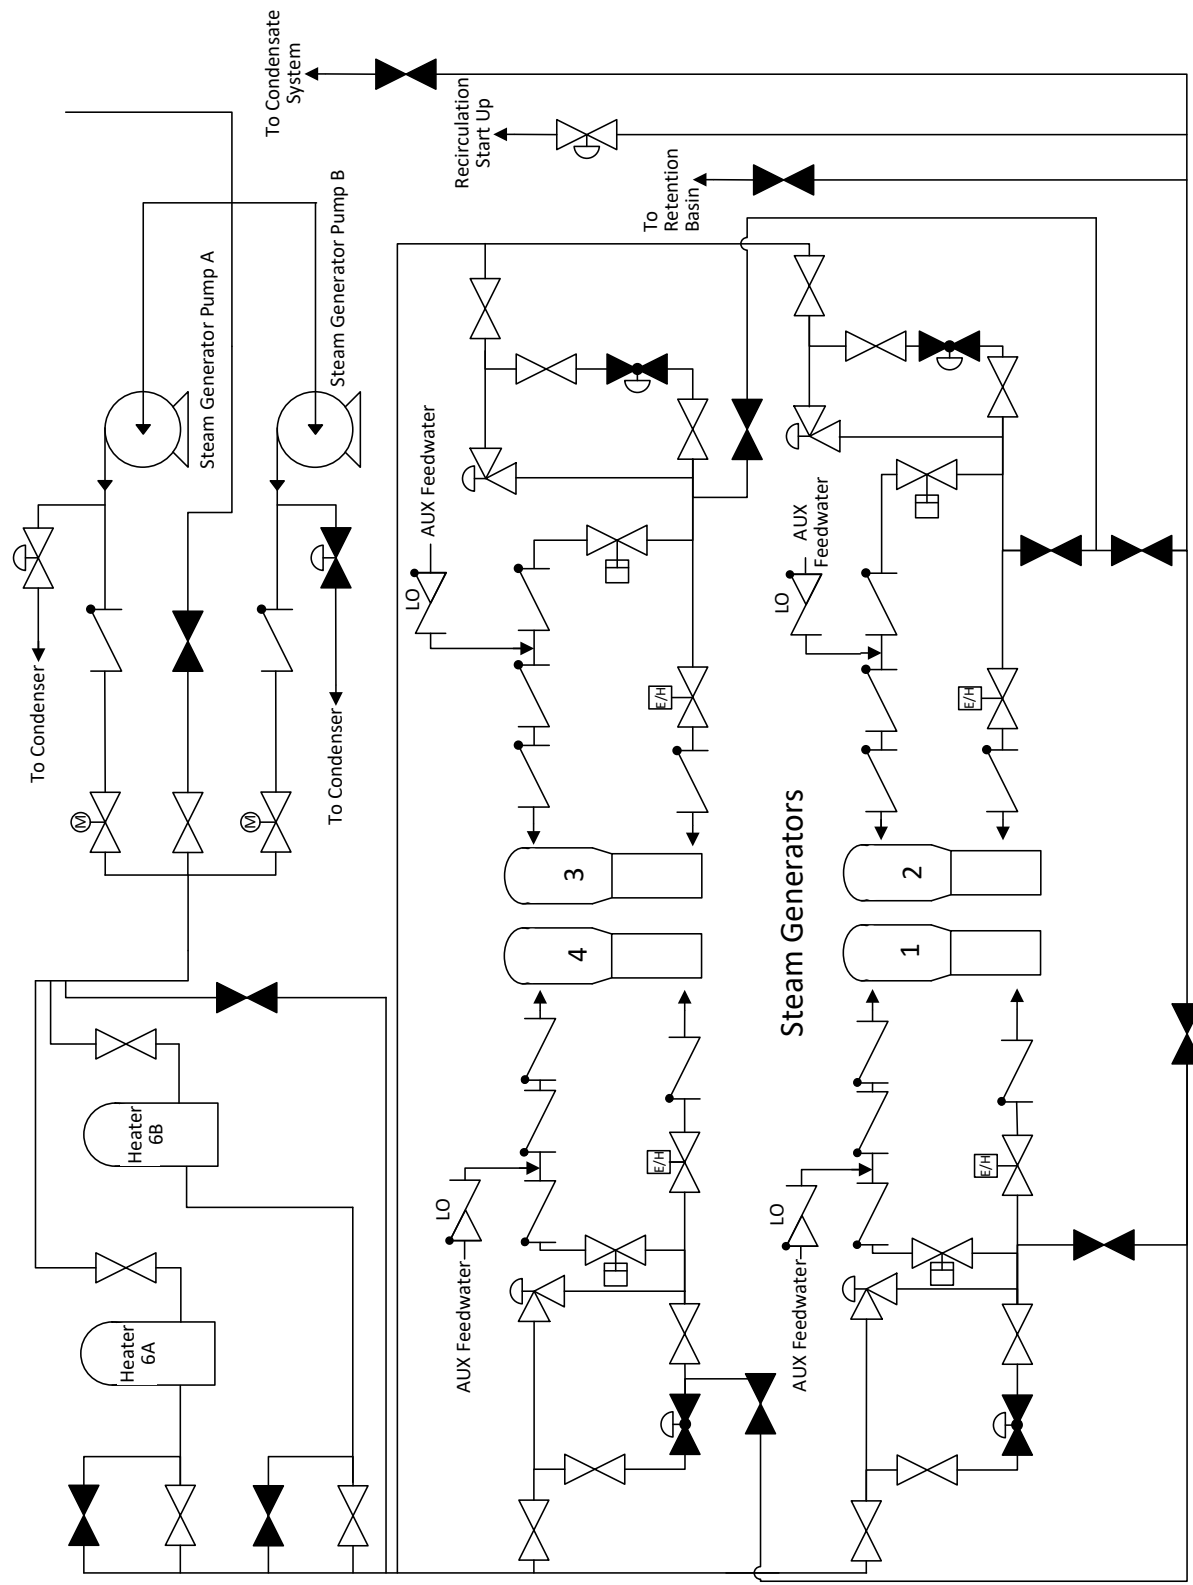 To Condensate
System
Recirculation
Start Up
To
Retention
Basin
Steam Generator Pump A
Steam Generator Pump B
To Condenser
To Condenser
M
M
AUX Feedwater
LO
AUX
Feedwater
LO
E/H
E/H
3
2
4
1
Steam Generators
Heater
6B
Heater
6A
LO
AUX Feedwater
E/H
LO
AUX Feedwater
E/H